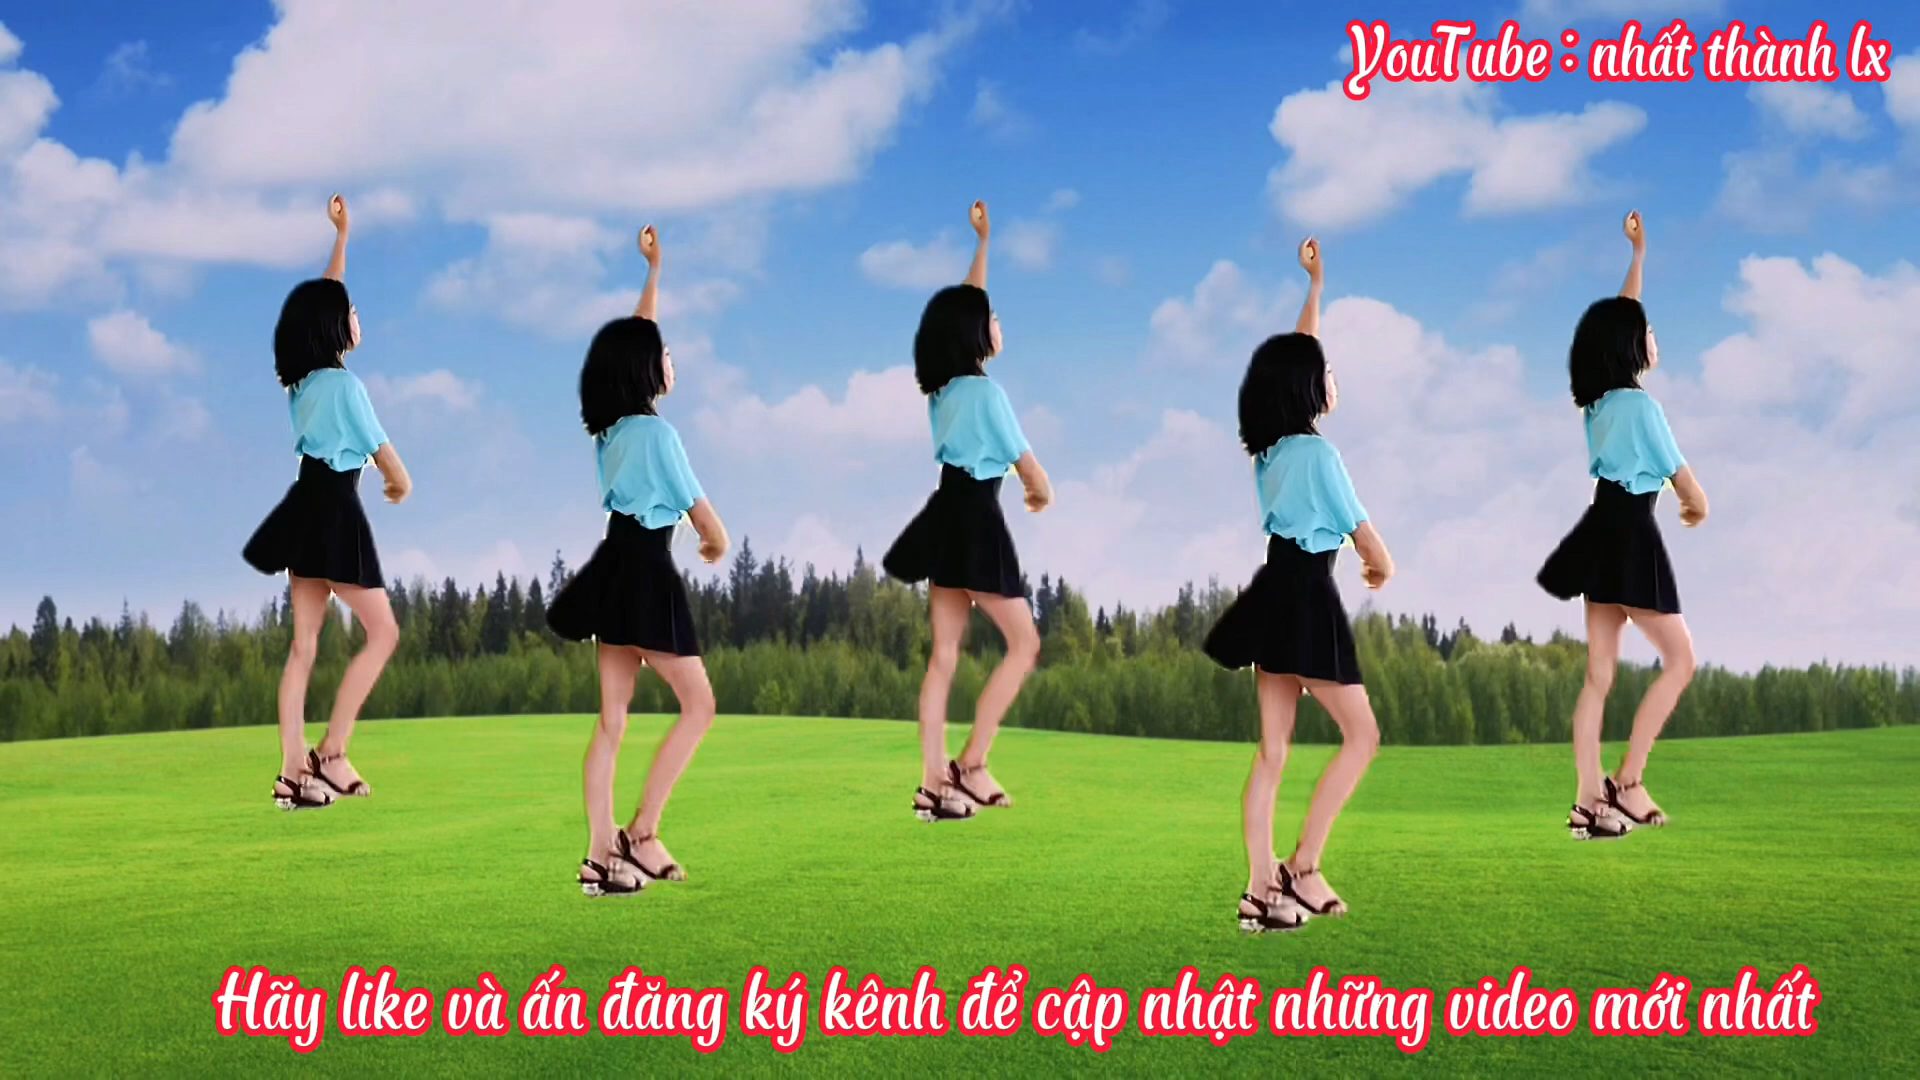 YouTube : nhất thành lx
Hãy like và ấn đăng ký kênh để cập nhật những video mới nhất